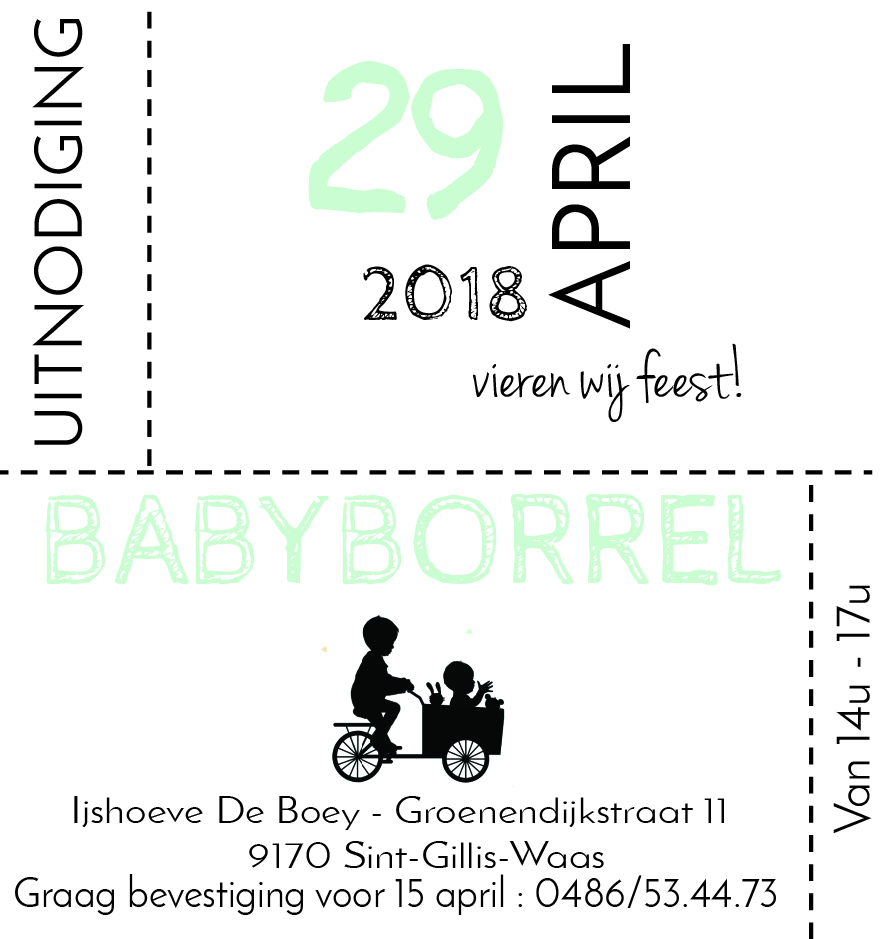 UITNODIGING
29
APRIL
2018
vieren wij feest!
BABYBORREL
Van 14u - 17u
Ijshoeve De Boey - Groenendijkstraat 11
9170 Sint-Gillis-Waas
Graag bevestiging voor 15 april : 0486/53.44.73